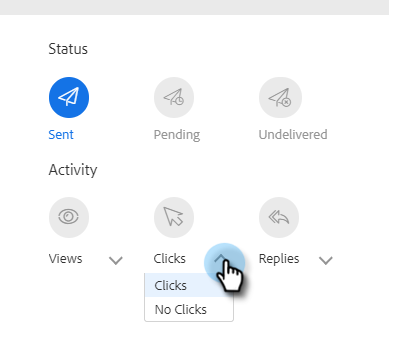 Status
Sent Pending Undelivered
Activity
Views Clicks Replies
Clicks
No Clicks